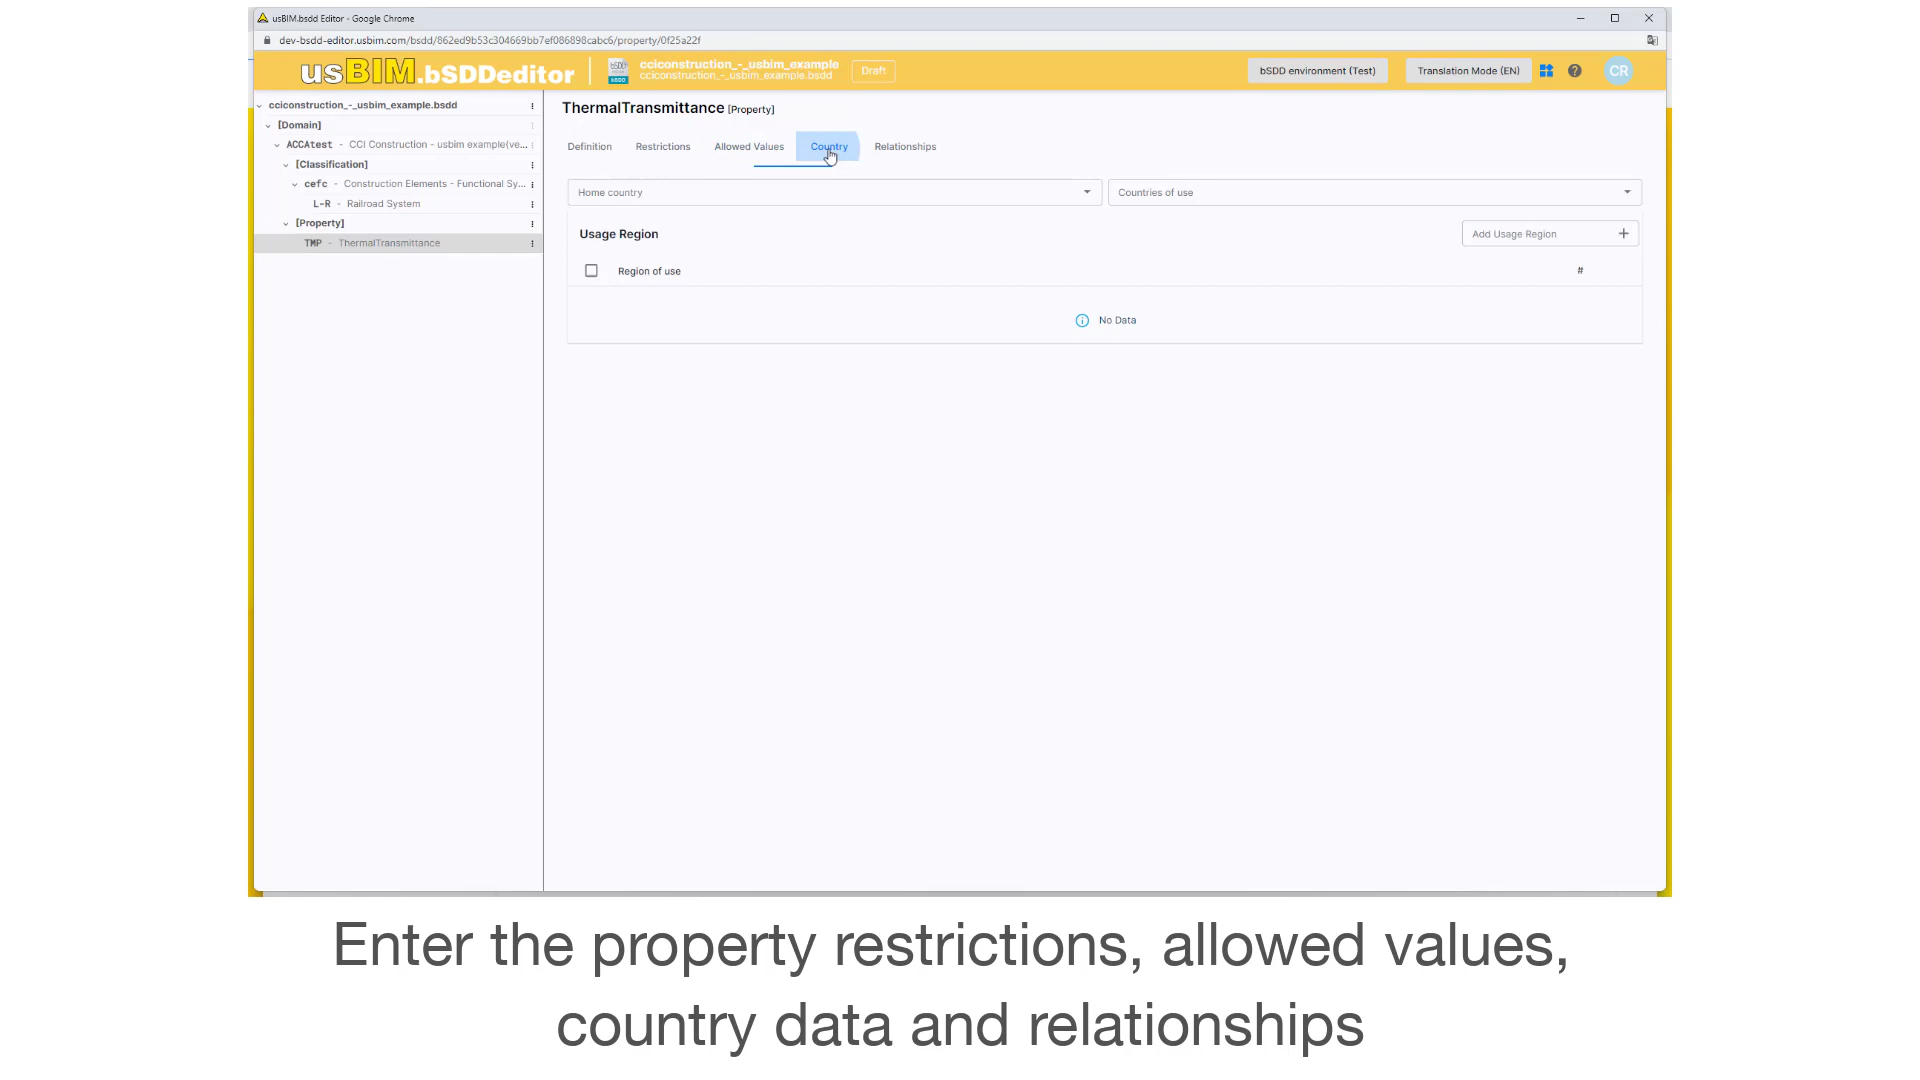 usBIM.bsdd Editor - Google Chrome
dev-bsdd-editor.usbim.com/bsdd/862ed9b53c304669bb7ef086898cabc6/property/0f25a22f
usBIM.bSDDeditor
bSDD
cciconstruction_-_usbim_example
cciconstruction_-_usbim_example.bsdd
Draft
bSDD environment (Test)
Translation Mode (EN)
CR
cciconstruction_-_usbim_example.bsdd
[Domain]
ACCAtest - CCI Construction - usbim example(ve...
[Classification]
cefc - Construction Elements - Functional Sy...
L-R - Railroad System
[Property]
TMP - ThermalTransmittance
ThermalTransmittance [Property]
Definition
Restrictions
Allowed Values
Country
Relationships
Home country
Countries of use
Usage Region
Add Usage Region +
Region of use
#
No Data
Enter the property restrictions, allowed values,
country data and relationships